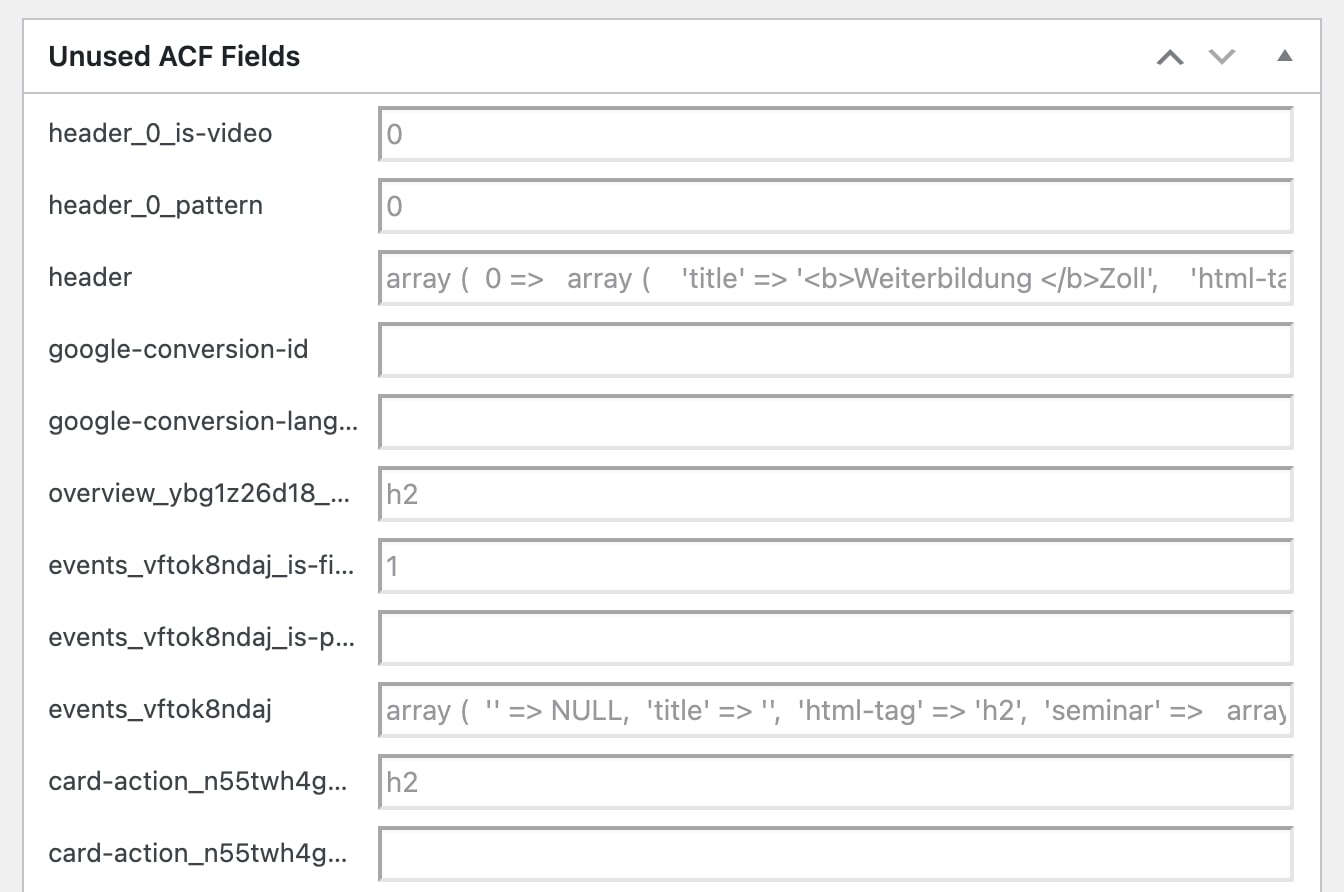 Unused ACF Fields
header_0_is-video 0
header_0_pattern 0
header array ( 0 => array ( 'title' => '<b>Weiterbildung </b>Zoll', 'html-ta
google-conversion-id
google-conversion-lang...
overview_ybg1z26d18_... h2
events_vftok8ndaj_is-fi... 1
events_vftok8ndaj_is-p...
events_vftok8ndaj array ( '' => NULL, 'title' => '', 'html-tag' => 'h2', 'seminar' => array
card-action_n55twh4g... h2
card-action_n55twh4g...